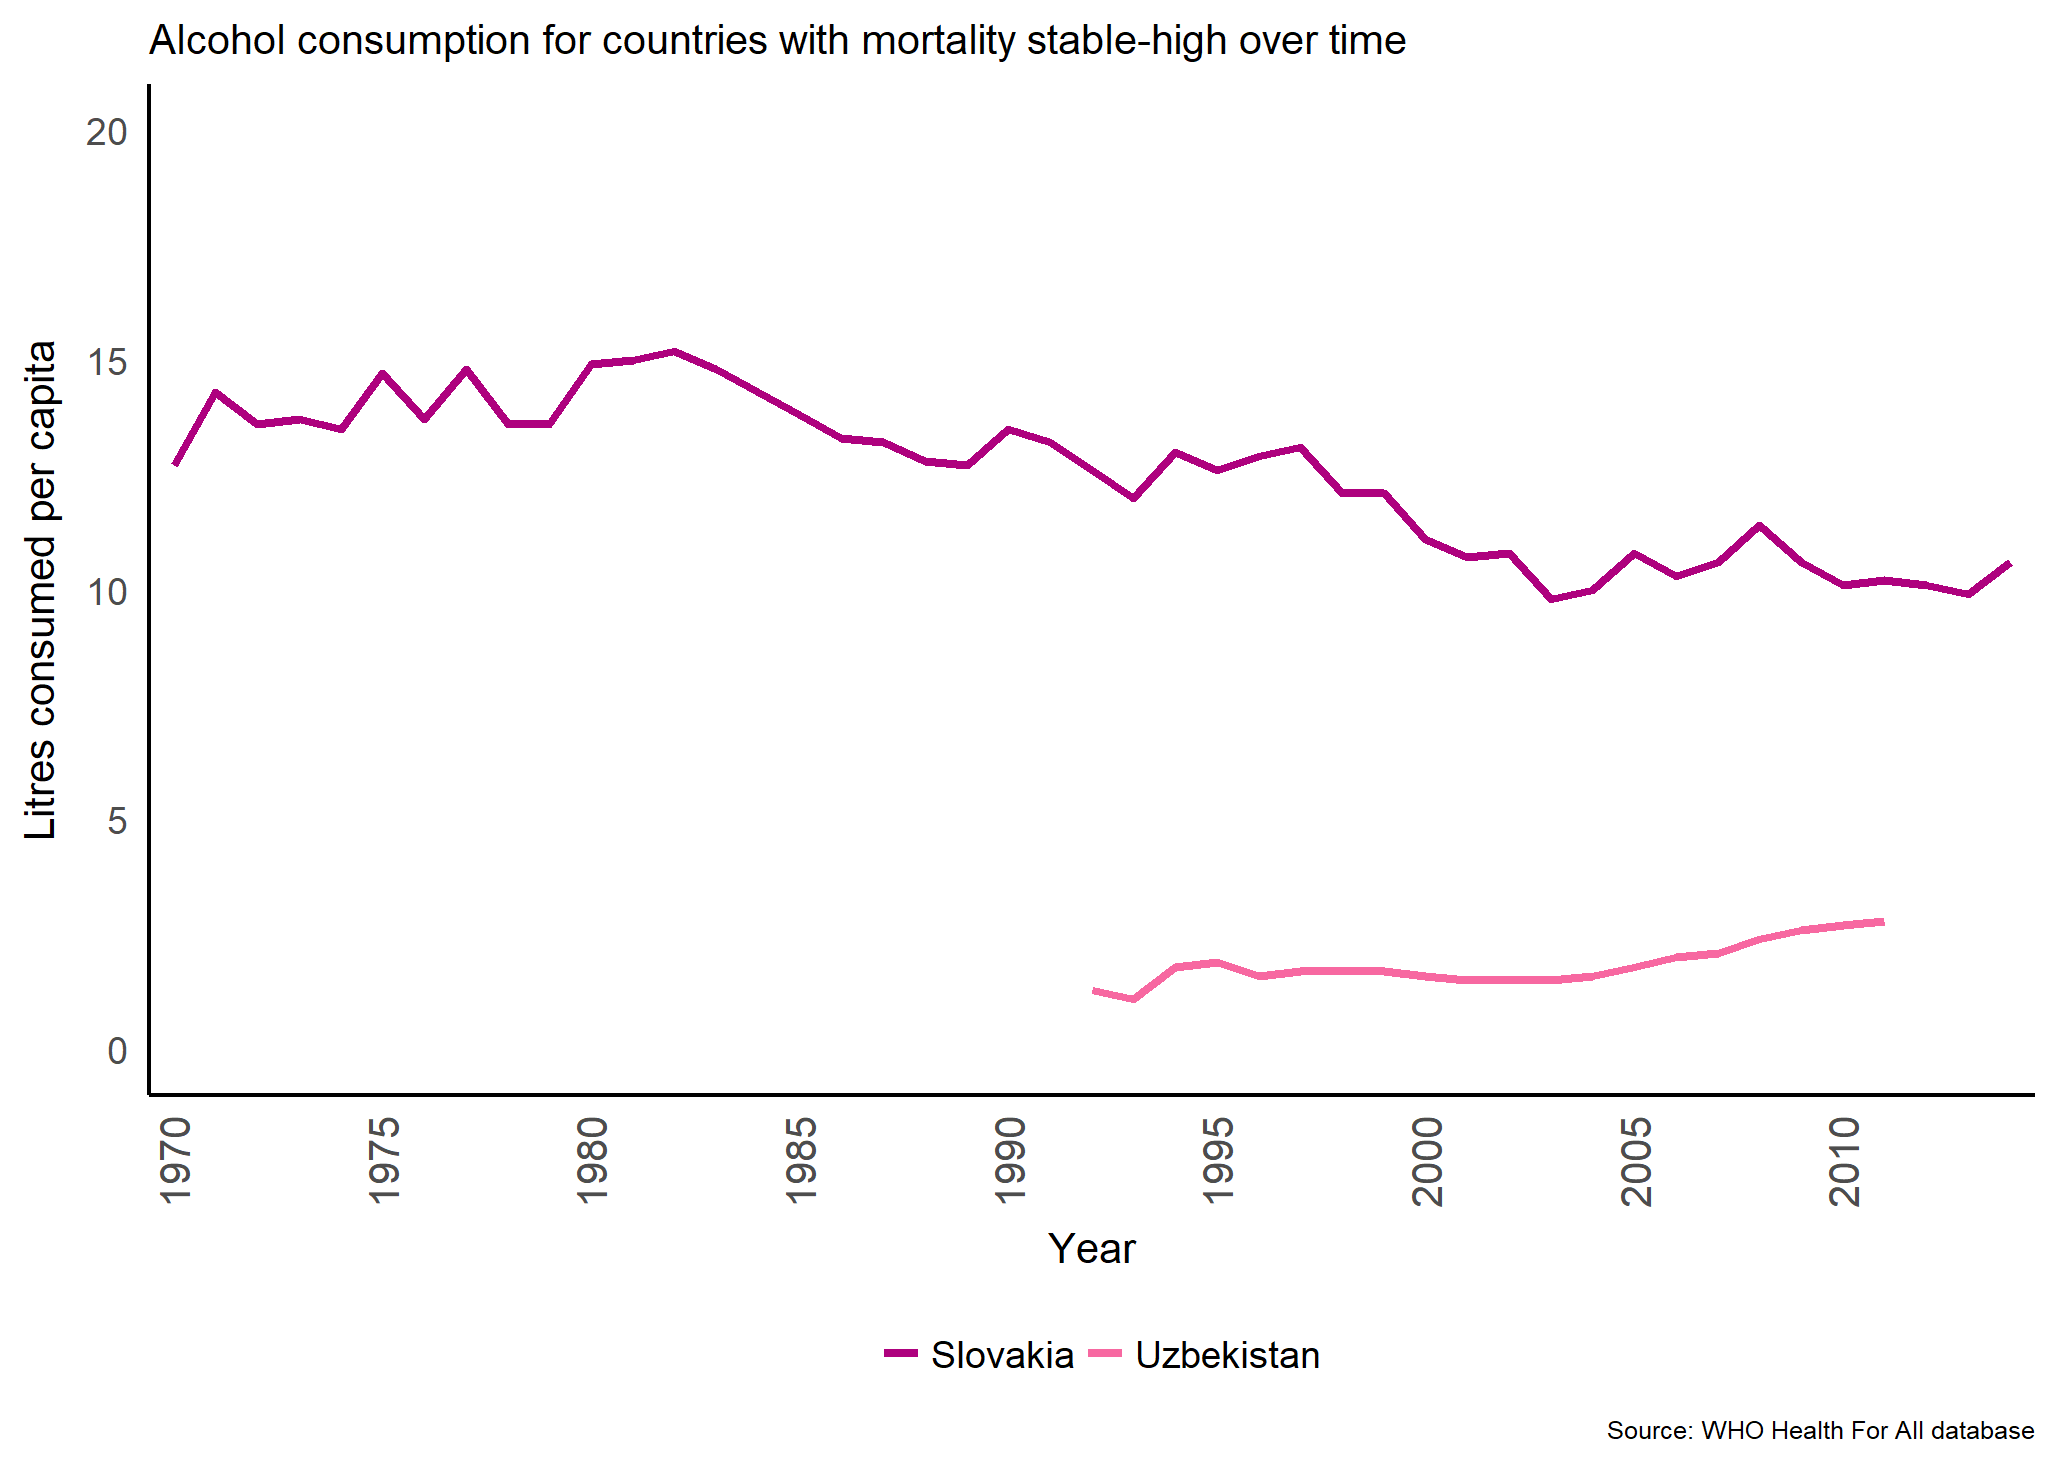 Alcohol consumption for countries with mortality stable-high over time
Litres consumed per capita
20
15
10
5
0
1970 1975 1980 1985 1990 1995 2000 2005 2010
Year
Slovakia Uzbekistan
Source: WHO Health For All database